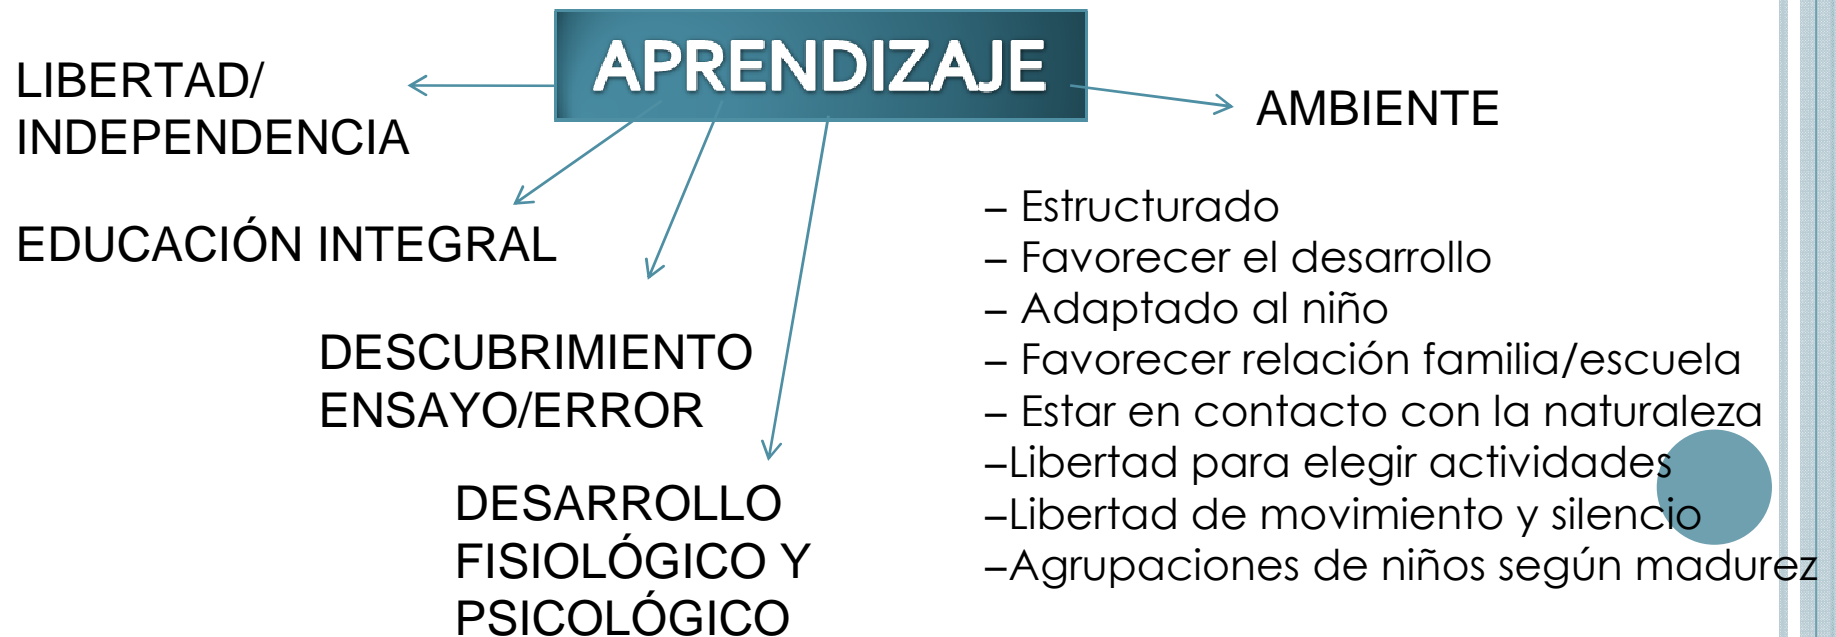 APRENDIZAJE
LIBERTAD/
INDEPENDENCIA
EDUCACIÓN INTEGRAL
DESCUBRIMIENTO
ENSAYO/ERROR
DESARROLLO
FISIOLÓGICO Y
PSICOLÓGICO
AMBIENTE
– Estructurado
– Favorecer el desarrollo
– Adaptado al niño
– Favorecer relación familia/escuela
– Estar en contacto con la naturaleza
–Libertad para elegir actividades
–Libertad de movimiento y silencio
–Agrupaciones de niños según madurez